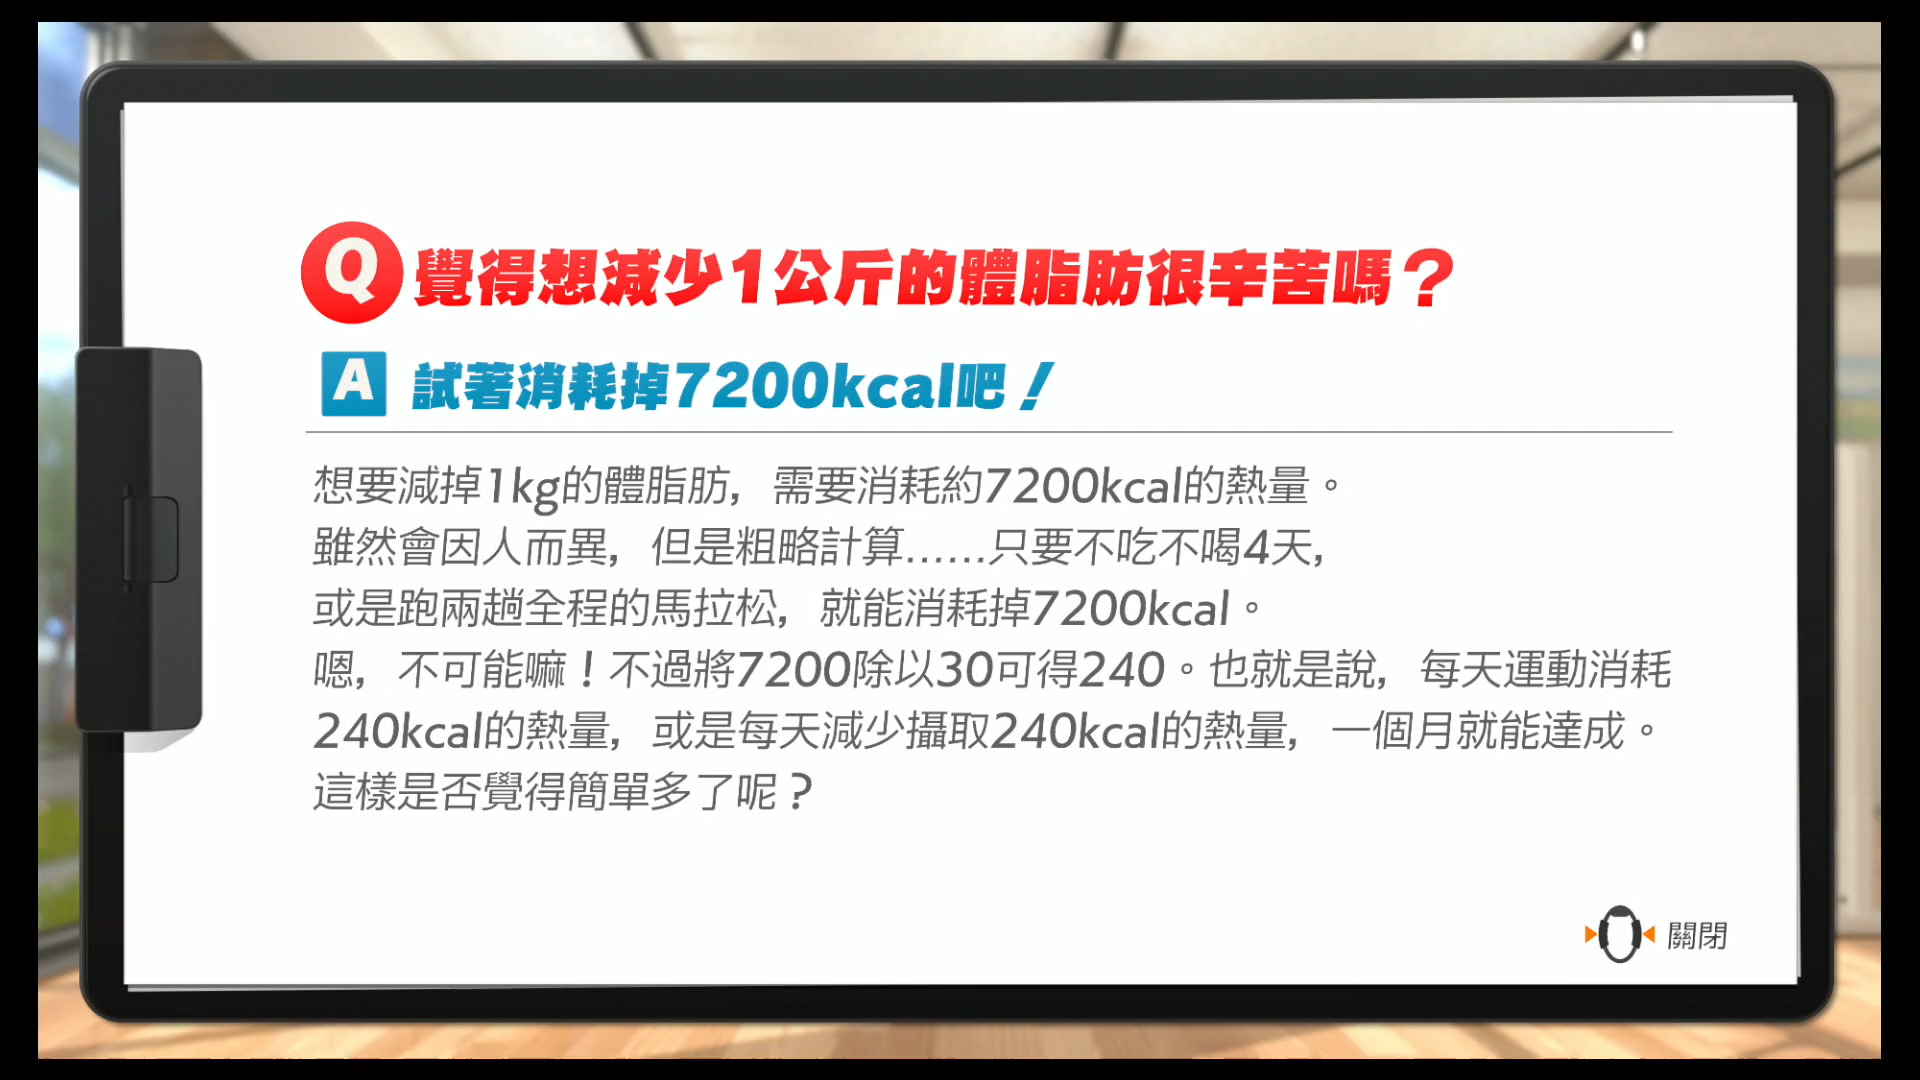 Q 覺得想減少1公斤的體脂肪很辛苦嗎？
A 試著消耗掉7200kcal吧！
想要減掉1kg的體脂肪，需要消耗約7200kcal的熱量。
雖然會因人而異，但是粗略計算……只要不吃不喝4天，
或是跑兩趟全程的馬拉松，就能消耗掉7200kcal。
嗯，不可能嘛！不過將7200除以30可得240。也就是說，每天運動消耗
240kcal的熱量，或是每天減少攝取240kcal的熱量，一個月就能達成。
這樣是否覺得簡單多了呢？
關閉